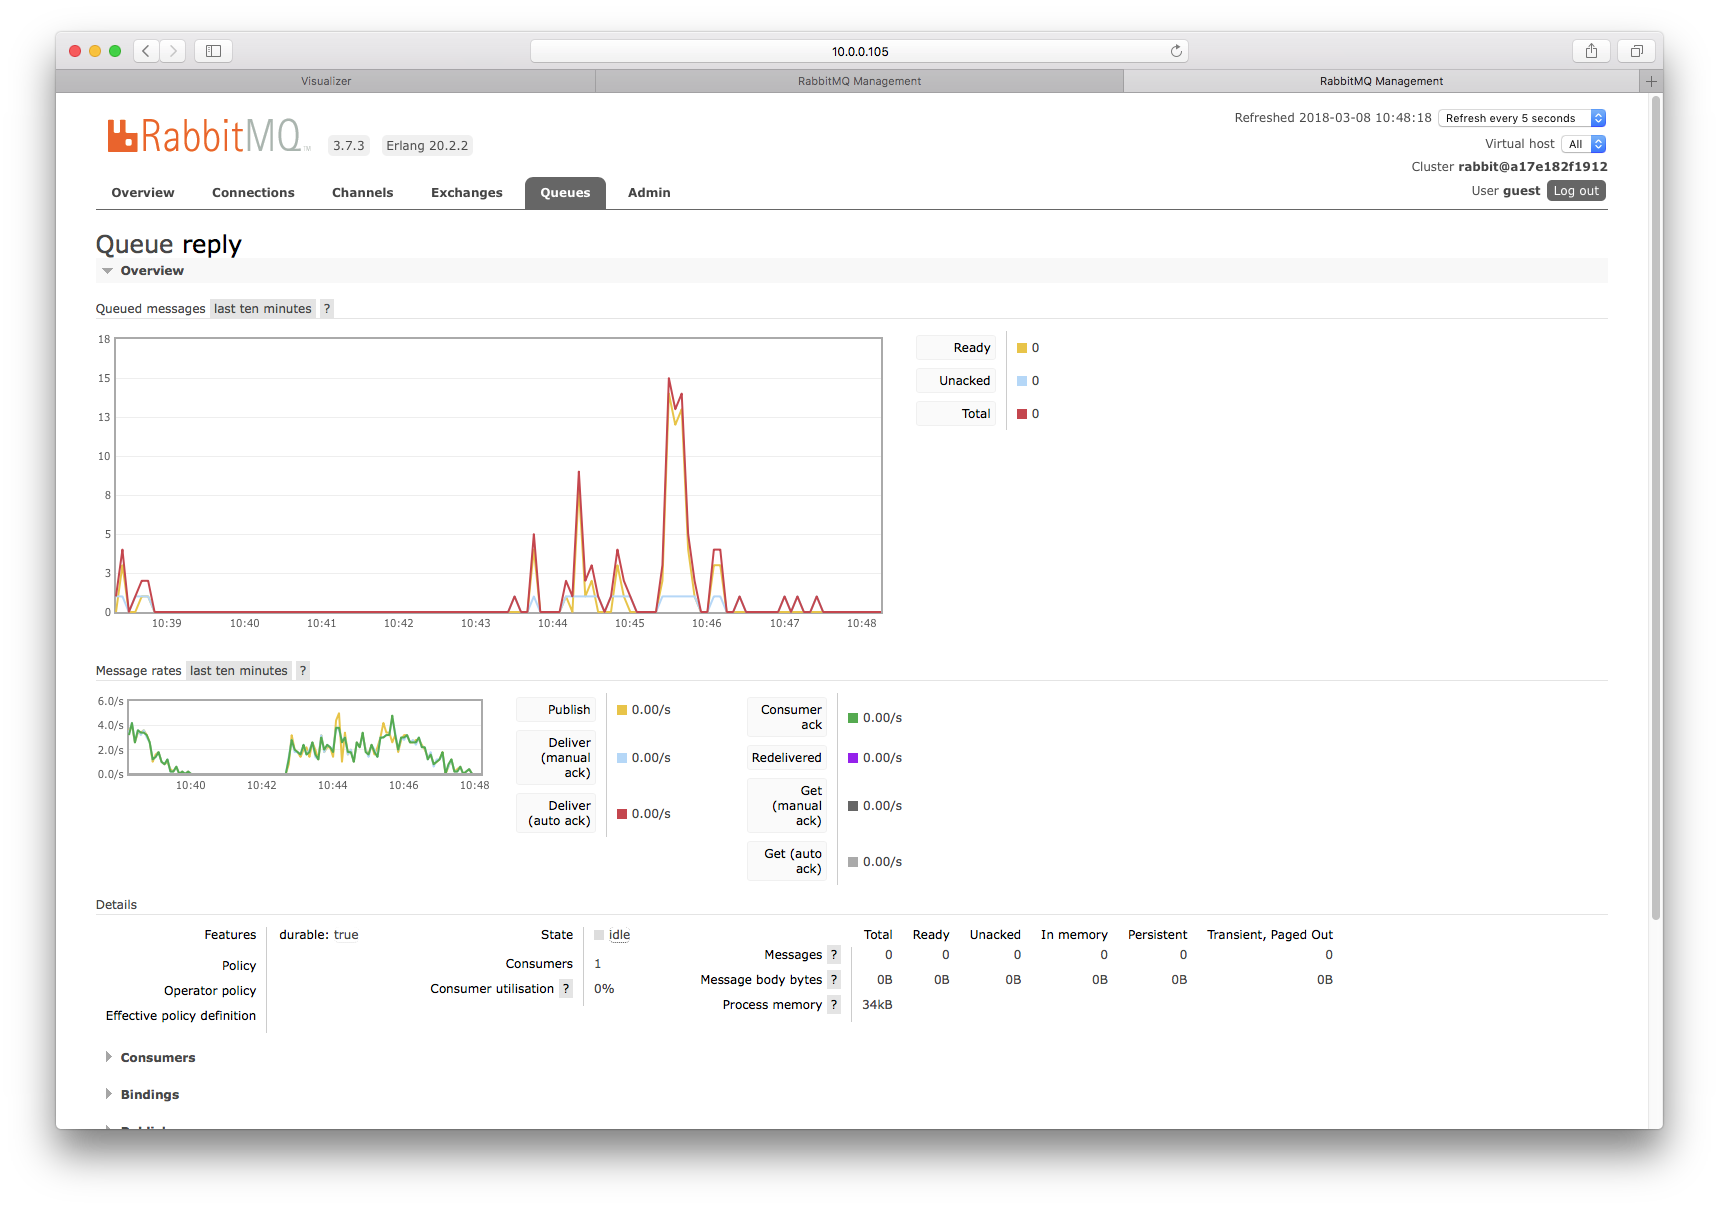 10.0.0.105
Visualizer
RabbitMQ Management
RabbitMQ Management
RabbitMQ TM 3.7.3 Erlang 20.2.2
Refreshed 2018-03-08 10:48:18 Refresh every 5 seconds
Virtual host All
Cluster rabbit@a17e182f1912
User guest Log out
Overview Connections Channels Exchanges Queues Admin
Queue reply
Overview
Queued messages last ten minutes ?
18
15
13
10
8
5
3
0
10:39 10:40 10:41 10:42 10:43 10:44 10:45 10:46 10:47 10:48
Ready 0
Unacked 0
Total 0
Message rates last ten minutes ?
6.0/s
4.0/s
2.0/s
0.0/s
10:40 10:42 10:44 10:46 10:48
Publish 0.00/s
Deliver
(manual 0.00/s
ack)
Deliver
(auto ack) 0.00/s
Consumer
ack 0.00/s
Redelivered 0.00/s
Get
(manual 0.00/s
ack)
Get (auto
ack) 0.00/s
Details
Features durable: true
Policy
Operator policy
Effective policy definition
State idle
Consumers 1
Consumer utilisation ? 0%
Total Ready Unacked In memory Persistent Transient, Paged Out
Messages ? 0 0 0 0 0 0
Message body bytes ? 0B 0B 0B 0B 0B 0B
Process memory ? 34kB
Consumers
Bindings